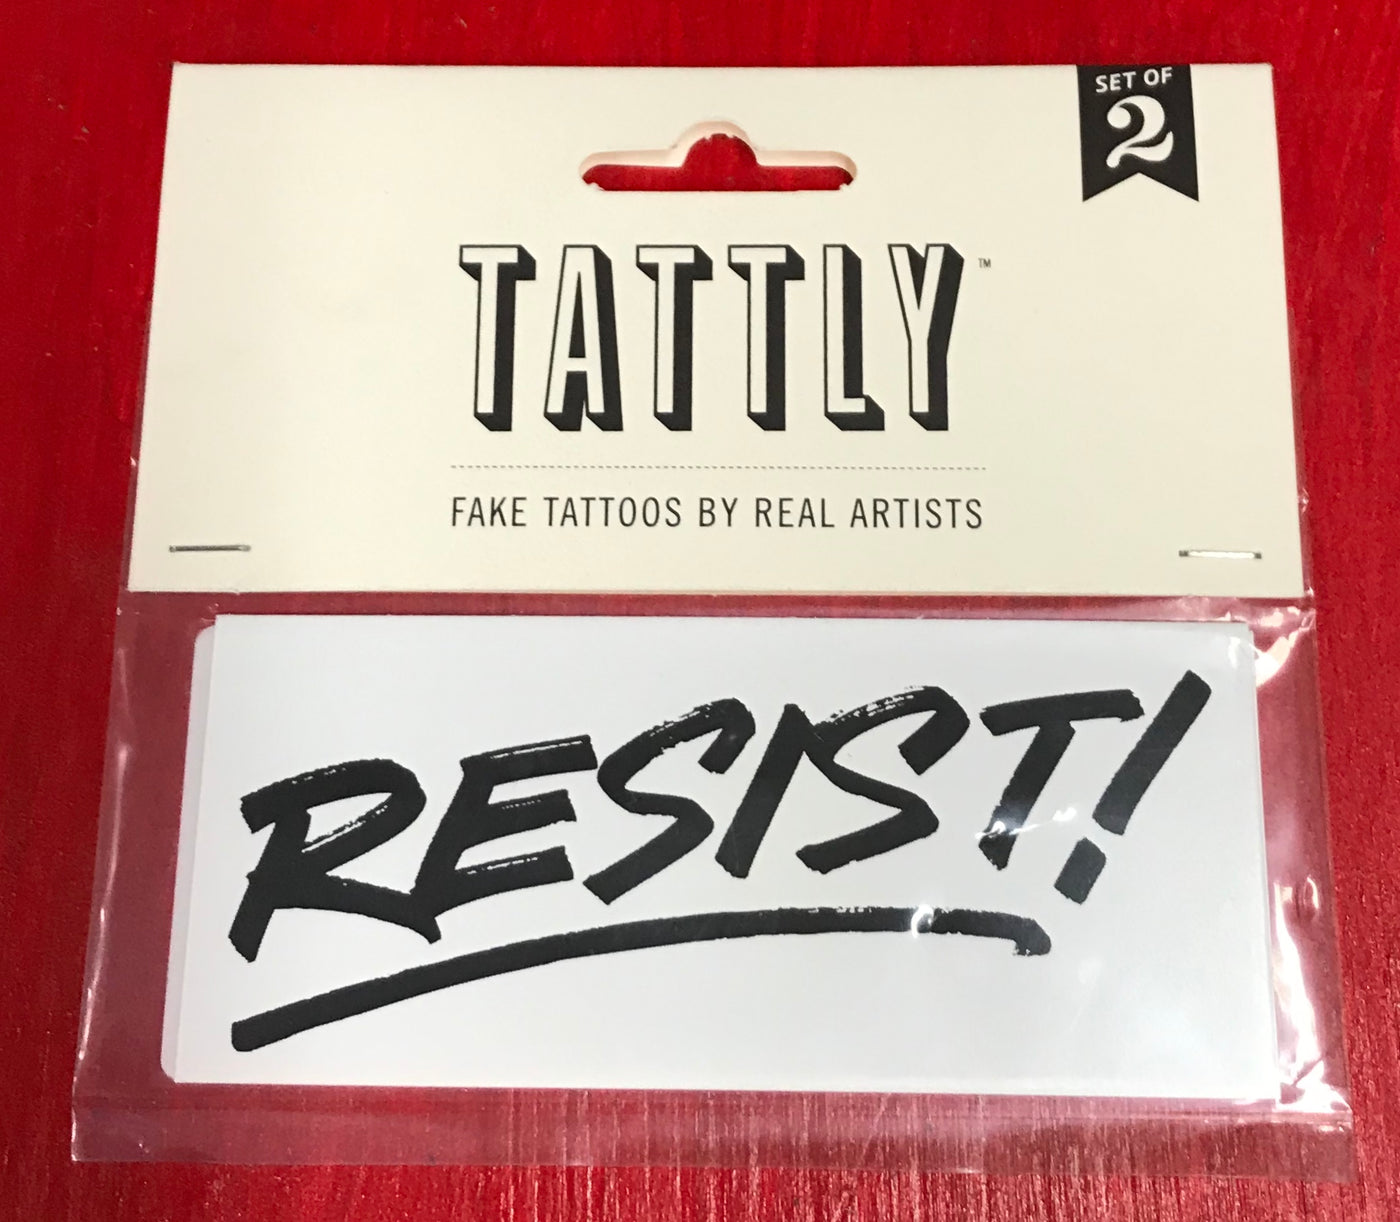 SET OF
2
TATTLY™
FAKE TATTOOS BY REAL ARTISTS
RESIST!